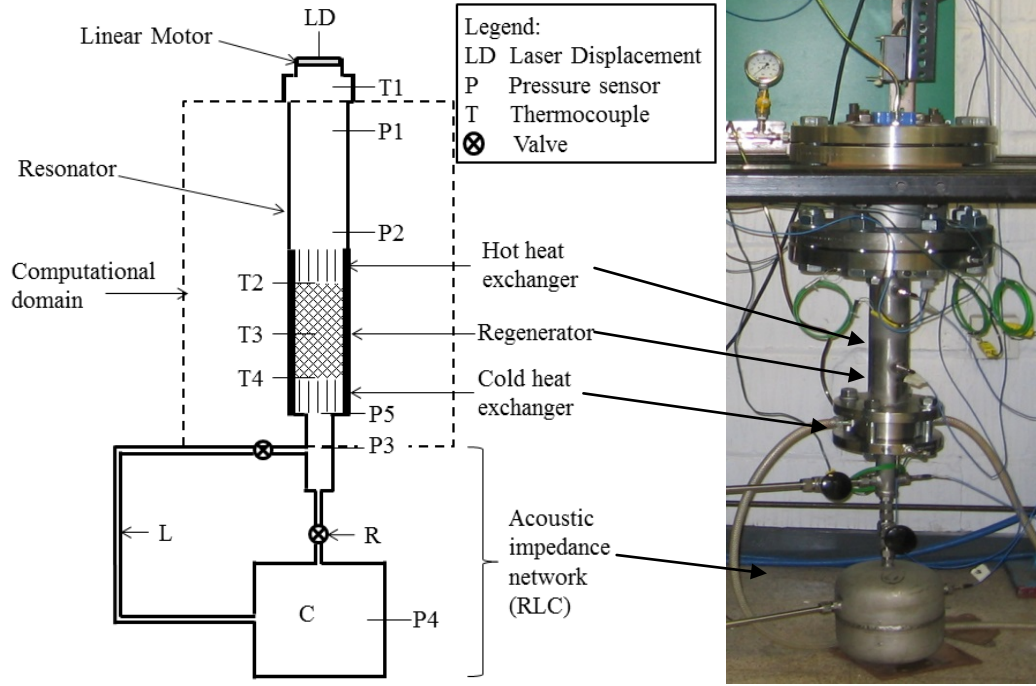 LD
Linear Motor
T1
P1
Resonator
P2
Computational
domain
T2
T3
T4
P5
P3
L
R
C
P4
Legend:
LD Laser Displacement
P Pressure sensor
T Thermocouple
Valve
Hot heat
exchanger
Regenerator
Cold heat
exchanger
Acoustic
impedance
network
(RLC)